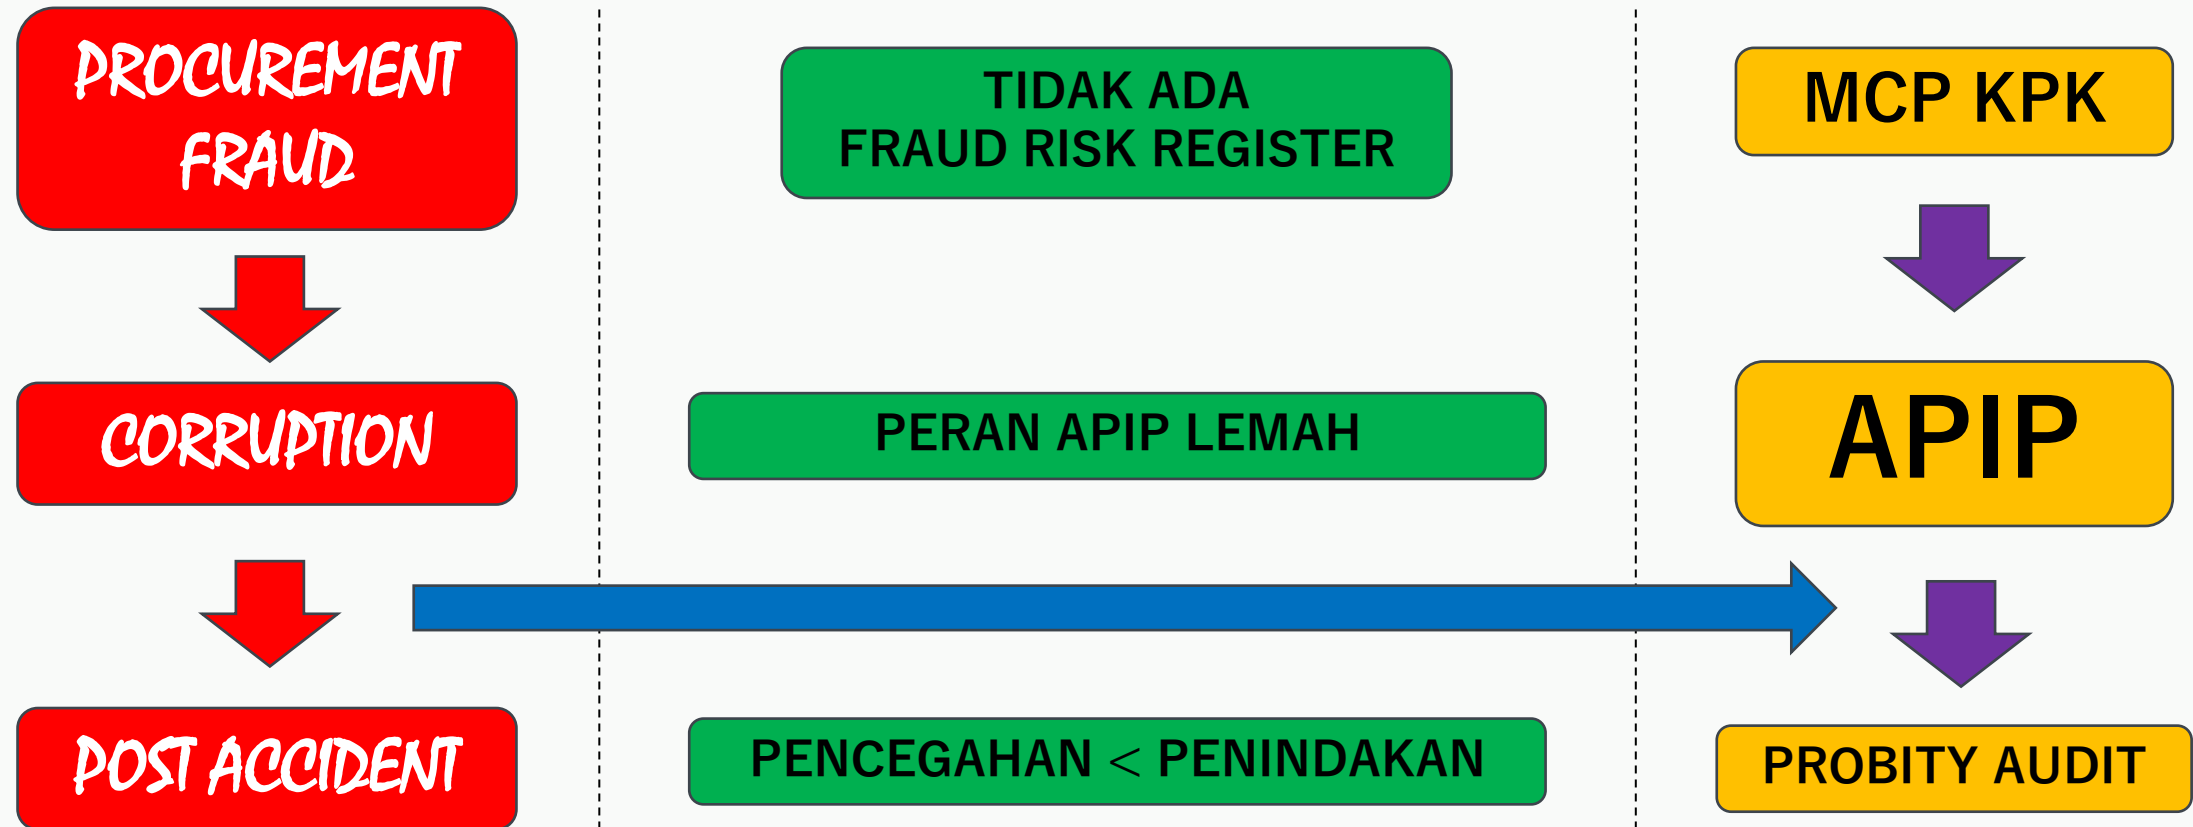 PROCUREMENT
FRAUD
CORRUPTION
POST ACCIDENT
TIDAK ADA
FRAUD RISK REGISTER
PERAN APIP LEMAH
PENCEGAHAN < PENINDAKAN
MCP KPK
APIP
PROBITY AUDIT